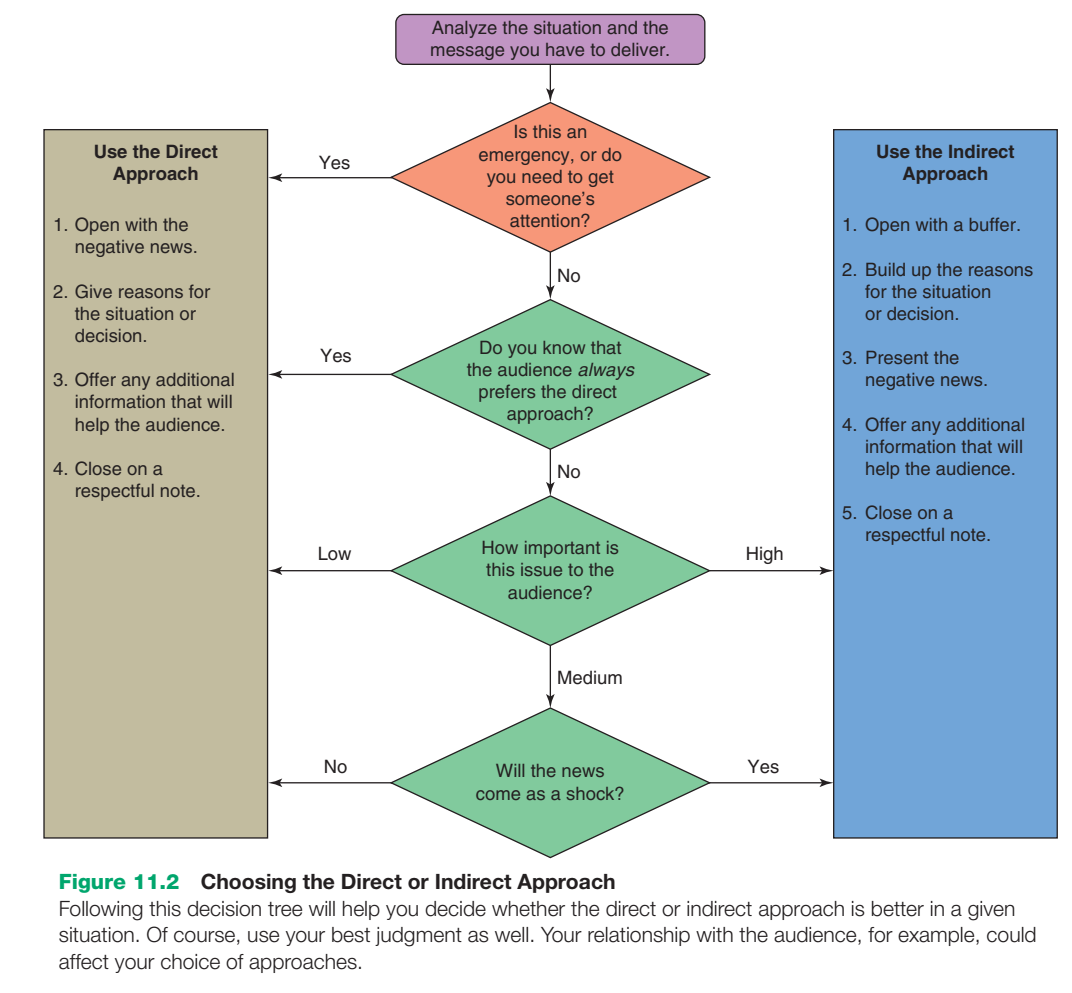 Analyze the situation and the
message you have to deliver.
Is this an
emergency, or do
you need to get
someone's
attention?
Yes
No
Use the Direct
Approach
1. Open with the
negative news.
2. Give reasons for
the situation or
decision.
3. Offer any additional
information that will
help the audience.
4. Close on a
respectful note.
Use the Indirect
Approach
1. Open with a buffer.
2. Build up the reasons
for the situation
or decision.
3. Present the
negative news.
4. Offer any additional
information that will
help the audience.
5. Close on a
respectful note.
Do you know that
the audience always
prefers the direct
approach?
Yes
No
How important is
this issue to the
audience?
Low
High
Medium
Will the news
come as a shock?
No
Yes
Figure 11.2 Choosing the Direct or Indirect Approach
Following this decision tree will help you decide whether the direct or indirect approach is better in a given
situation. Of course, use your best judgment as well. Your relationship with the audience, for example, could
affect your choice of approaches.